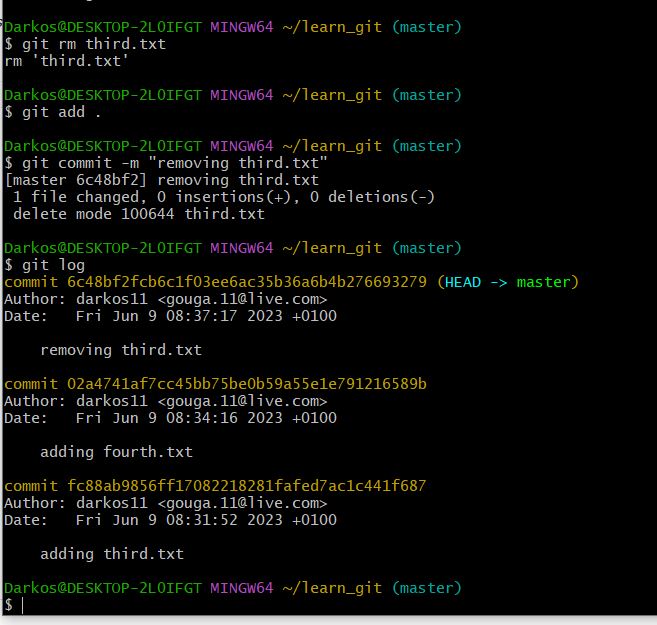 Darkos@DESKTOP-2L0IFGT MINGW64 ~/learn_git (master)
$ git rm third.txt
rm 'third.txt'
Darkos@DESKTOP-2L0IFGT MINGW64 ~/learn_git (master)
$ git add .
Darkos@DESKTOP-2L0IFGT MINGW64 ~/learn_git (master)
$ git commit -m "removing third.txt"
[master 6c48bf2] removing third.txt
 1 file changed, 0 insertions(+), 0 deletions(-)
 delete mode 100644 third.txt
Darkos@DESKTOP-2L0IFGT MINGW64 ~/learn_git (master)
$ git log
commit 6c48bf2fcb6c1f03ee6ac35b36a6b4b276693279 (HEAD -> master)
Author: darkos11 <gouga.11@live.com>
Date:   Fri Jun 9 08:37:17 2023 +0100
    removing third.txt
commit 02a4741af7cc45bb75be0b59a55e1e791216589b
Author: darkos11 <gouga.11@live.com>
Date:   Fri Jun 9 08:34:16 2023 +0100
    adding fourth.txt
commit fc88ab9856ff17082218281fafed7ac1c441f687
Author: darkos11 <gouga.11@live.com>
Date:   Fri Jun 9 08:31:52 2023 +0100
    adding third.txt
Darkos@DESKTOP-2L0IFGT MINGW64 ~/learn_git (master)
$